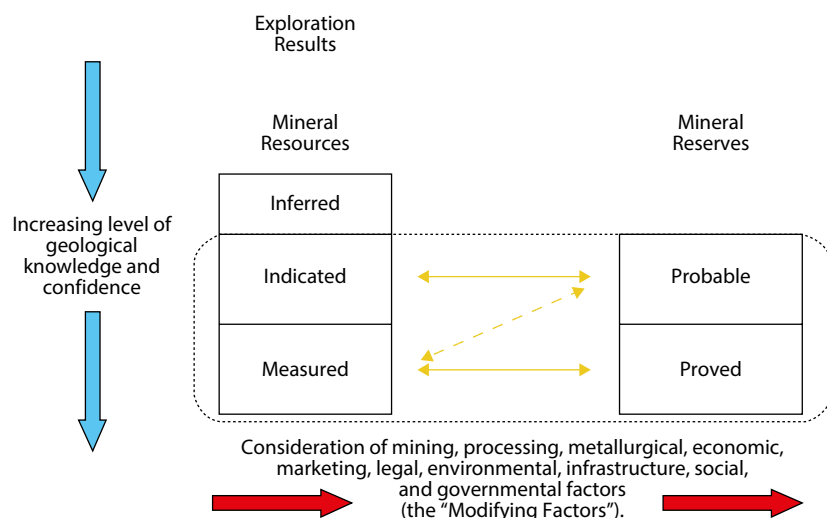 Exploration
Results
Mineral
Resources
Mineral
Reserves
Inferred
Increasing level of
geological
knowledge and
confidence
Indicated
Probable
Measured
Proved
Consideration of mining, processing, metallurgical, economic,
marketing, legal, environmental, infrastructure, social,
and governmental factors
(the “Modifying Factors”).